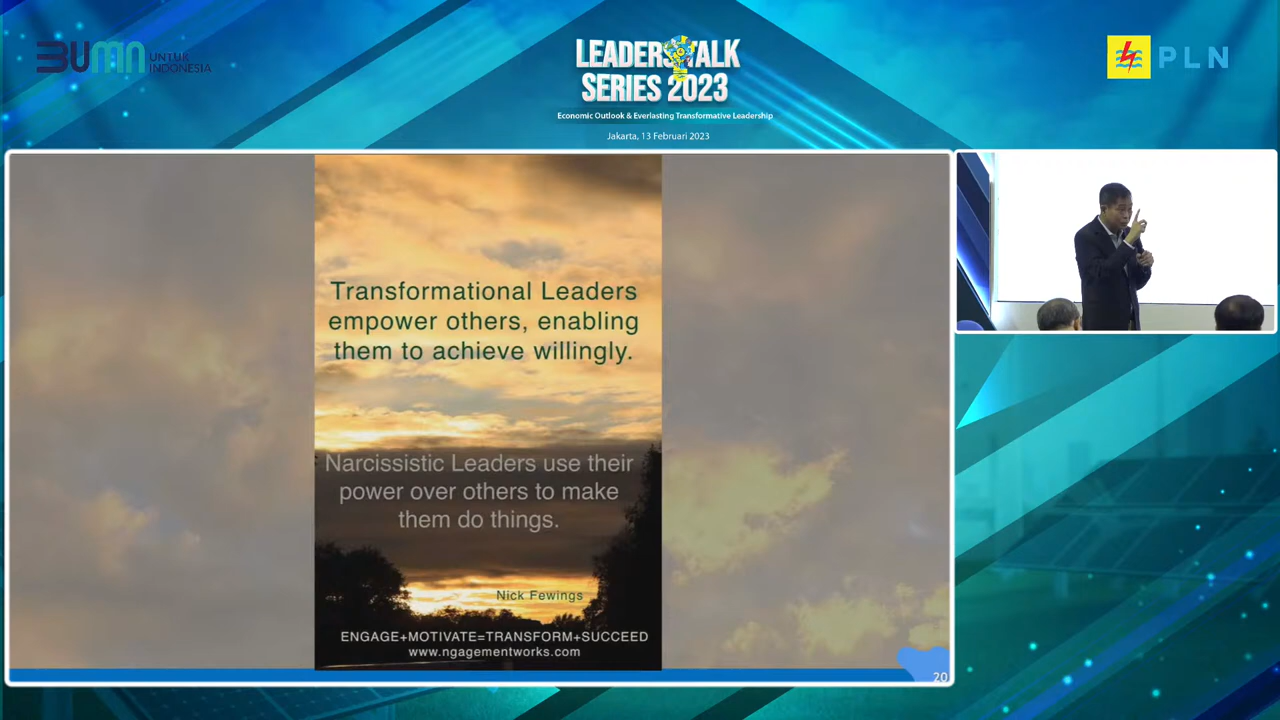 BUMN UNTUK
INDONESIA
LEADERS TALK
SERIES 2023
Economic Outlook & Everlasting Transformative Leadership
Jakarta, 13 Februari 2023
PLN
Transformational Leaders
empower others, enabling
them to achieve willingly.
Narcissistic Leaders use their
power over others to make
them do things.
Nick Fewings
ENGAGE+MOTIVATE=TRANSFORM+SUCCEED
www.ngagementworks.com
20